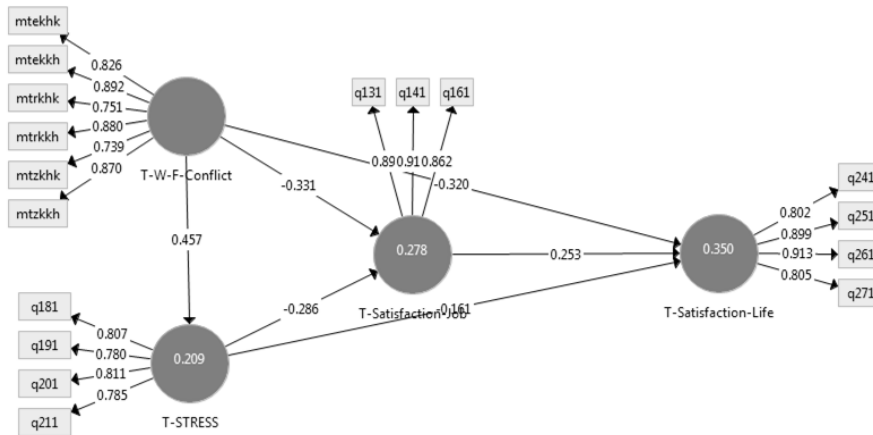 mtekhk
mtekkh
mtrkhk
mtrkkh
mtzkhk
mtzkkh
0.826
0.892
0.751
0.880
0.739
0.870
T-W-F-Conflict
q131
q141
q161
0.89
0.91
0.862
-0.331
-0.320
0.457
0.278
T-Satisfaction-Job
0.253
-0.286
-0.161
q181
q191
q201
q211
0.807
0.780
0.811
0.785
0.209
T-STRESS
0.350
T-Satisfaction-Life
0.802
0.899
0.913
0.805
q241
q251
q261
q271